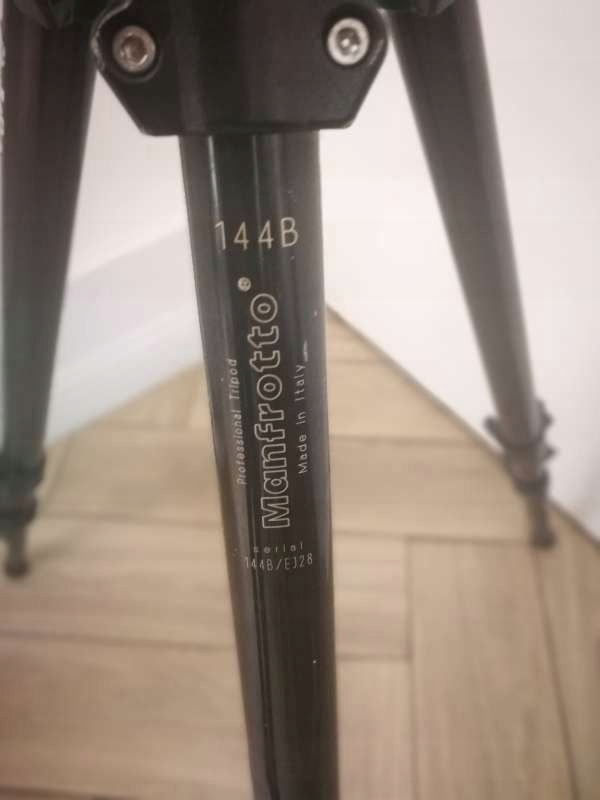 144B
Professional Tripod
Manfrotto®
Made in Italy
serial
144B/EJ28